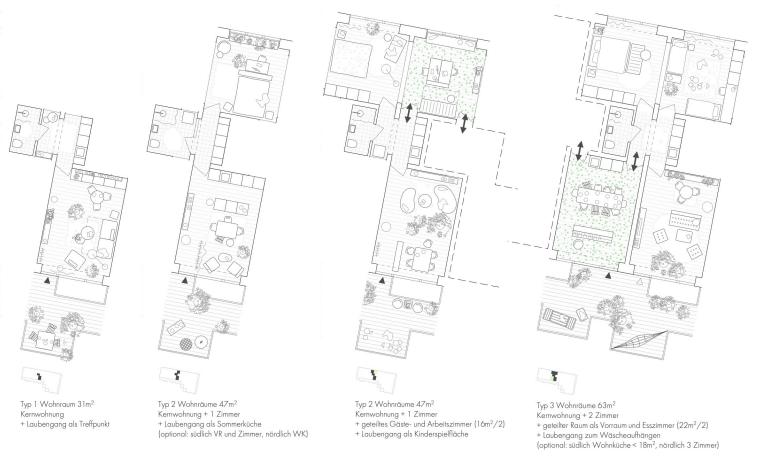 Typ 1 Wohnraum 31m²
Kernwohnung
+ Laubengang als Treffpunkt
Typ 2 Wohnräume 47m²
Kernwohnung + 1 Zimmer
+ Laubengang als Sommerküche
(optional: südlich VR und Zimmer, nördlich WK)
Typ 2 Wohnräume 47m²
Kernwohnung + 1 Zimmer
+ geteiltes Gäste- und Arbeitszimmer (16m²/2)
+ Laubengang als Kinderspielfläche
Typ 3 Wohnräume 63m²
Kernwohnung + 2 Zimmer
+ geteilter Raum als Vorraum und Esszimmer (22m²/2)
+ Laubengang zum Wäscheaufhängen
(optional: südlich Wohnküche < 18m², nördlich 3 Zimmer)